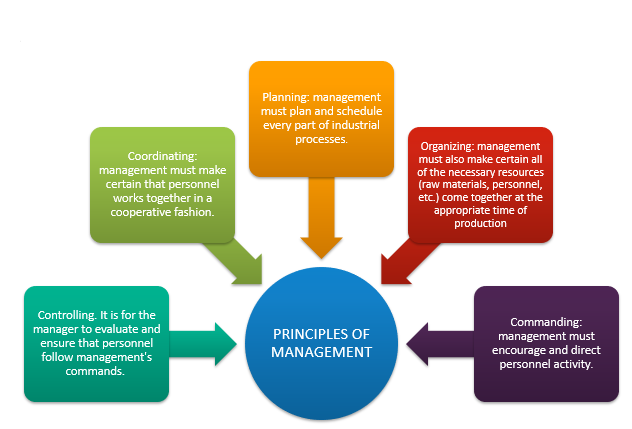 Planning: management
must plan and schedule
every part of industrial
processes.
Coordinating:
management must make
certain that personnel
works together in a
cooperative fashion.
Organizing: management
must also make certain all
of the necessary resources
(raw materials, personnel,
etc.) come together at the
appropriate time of
production
Controlling. It is for the
manager to evaluate and
ensure that personnel
follow management's
commands.
PRINCIPLES OF
MANAGEMENT
Commanding:
management must
encourage and direct
personnel activity.